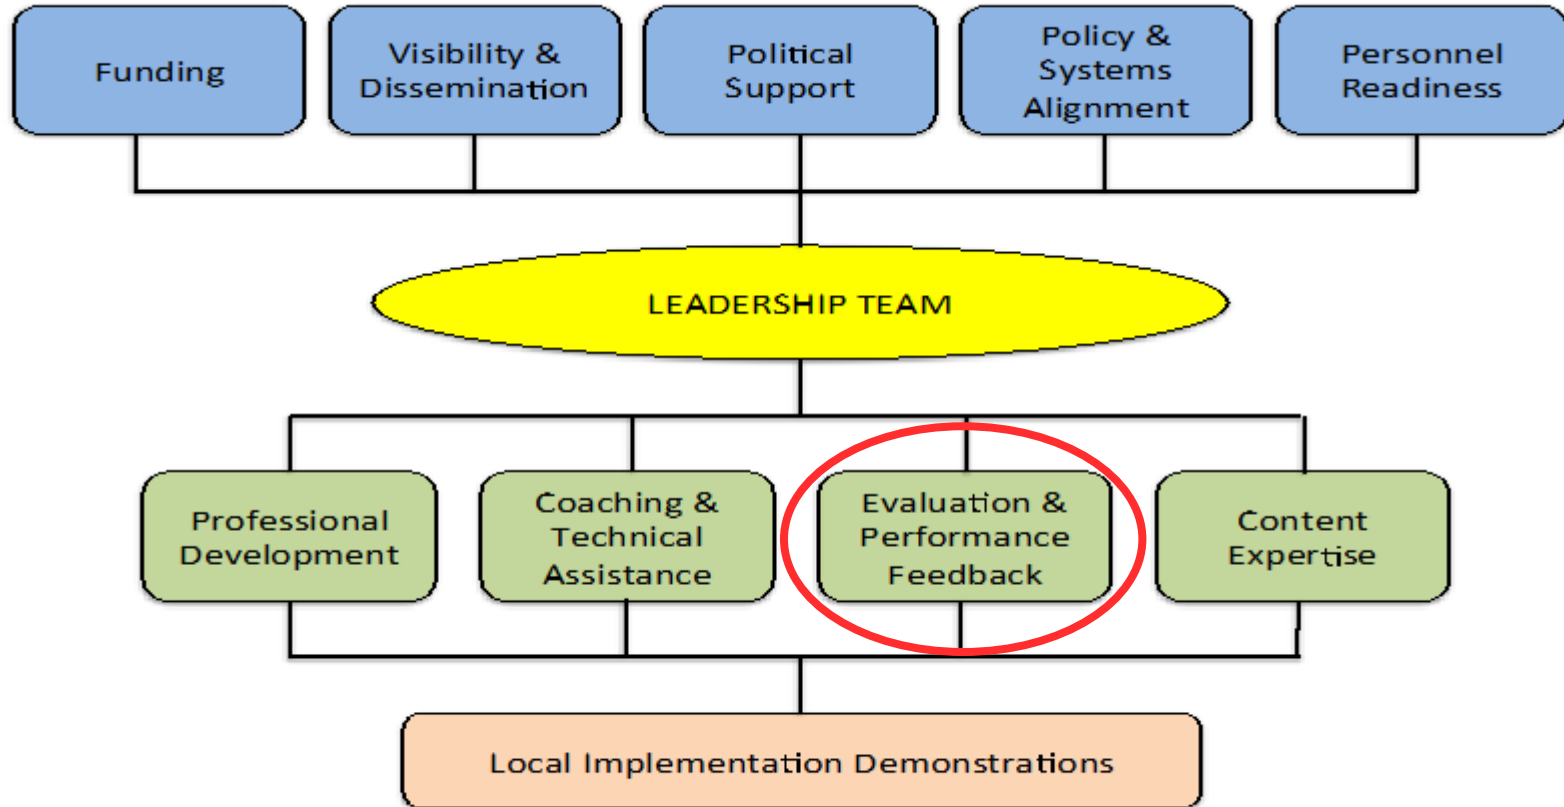 Funding
Visibility &
Dissemination
Political
Support
Policy &
Systems
Alignment
Personnel
Readiness
LEADERSHIP TEAM
Professional
Development
Coaching &
Technical
Assistance
Evaluation &
Performance
Feedback
Content
Expertise
Local Implementation Demonstrations